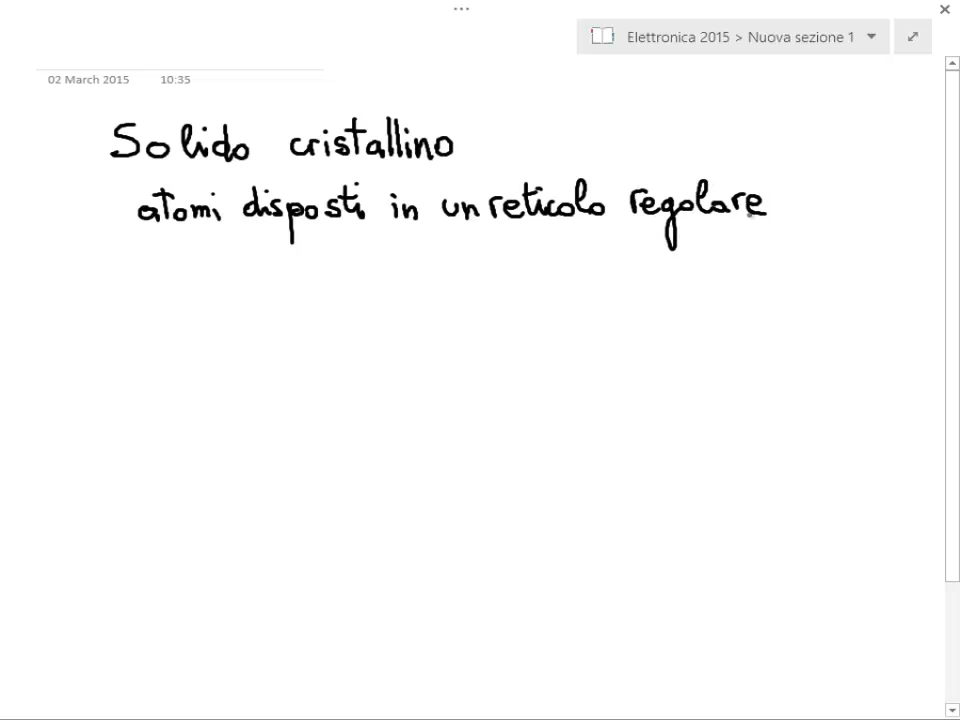 Elettronica 2015 > Nuova sezione 1
02 March 2015 10:35
Solido cristallino
atomi disposti in un reticolo regolare